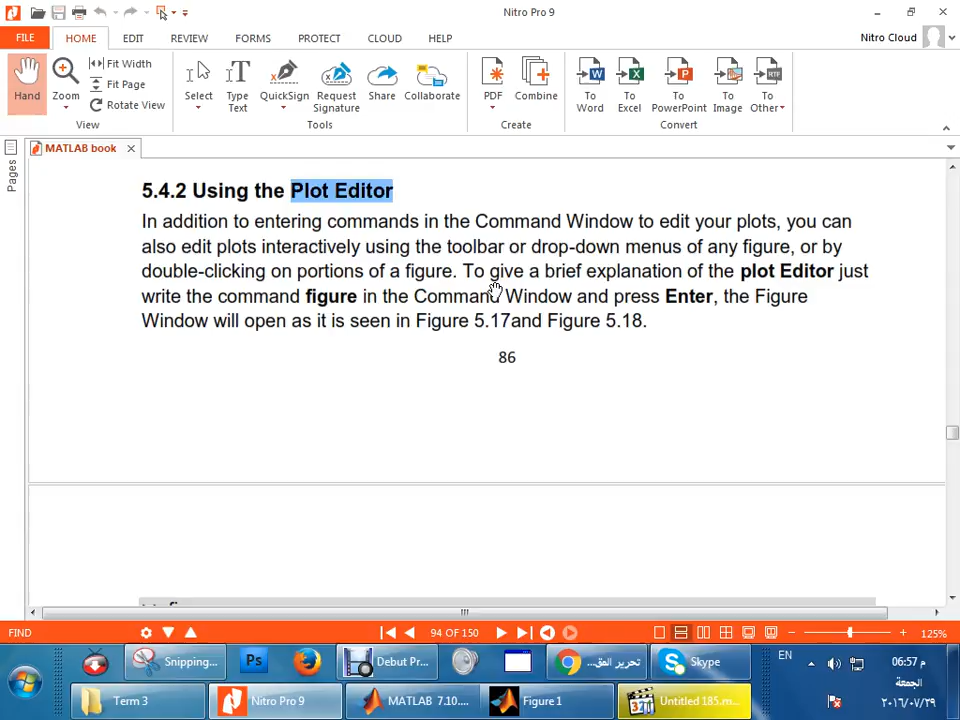 Nitro Pro 9
FILE
HOME
EDIT
REVIEW
FORMS
PROTECT
CLOUD
HELP
Nitro Cloud
Hand
Zoom
Fit Width
Fit Page
Rotate View
View
Select
Type Text
QuickSign
Request Signature
Share
Collaborate
Tools
PDF
Combine
Create
To Word
To Excel
To PowerPoint
To Image
To Other
Convert
MATLAB book
Pages
5.4.2 Using the Plot Editor
In addition to entering commands in the Command Window to edit your plots, you can
also edit plots interactively using the toolbar or drop-down menus of any figure, or by
double-clicking on portions of a figure. To give a brief explanation of the plot Editor just
write the command figure in the Command Window and press Enter, the Figure
Window will open as it is seen in Figure 5.17and Figure 5.18.
86
FIND
94 OF 150
125%
Snipping...
Ps
Debut Pr...
تحرير المق...
Skype
EN
06:57 م
الجمعة
٢٠١٦/٠٧/٢٩
Term 3
Nitro Pro 9
MATLAB 7.10....
Figure 1
Untitled 185.m...